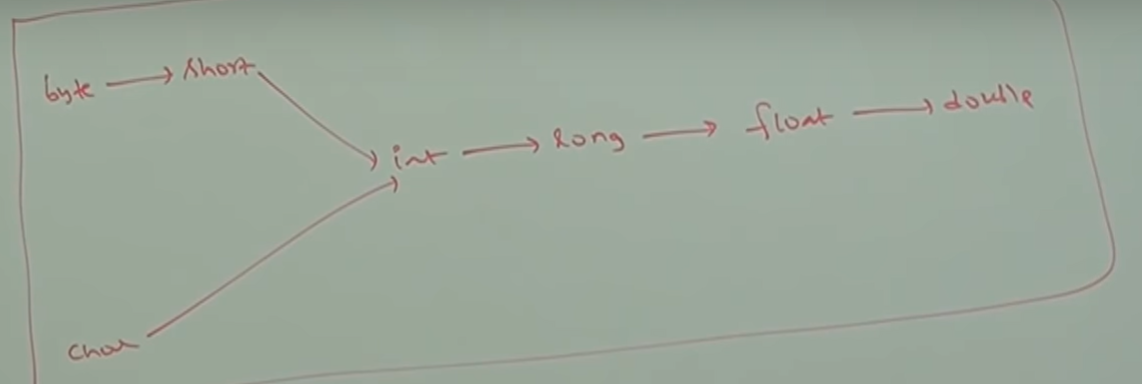 byte → short
int → long → float → double
char